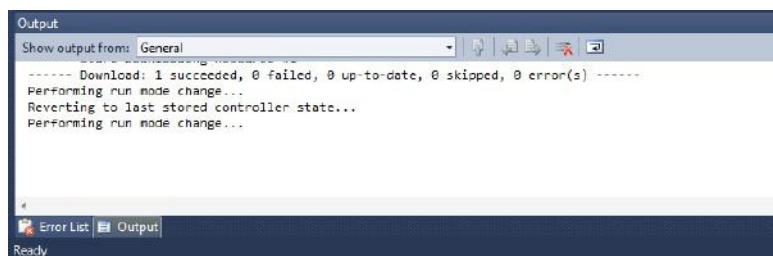 Output
Show output from: General
------ Download: 1 succeeded, 0 failed, 0 up-to-date, 0 skipped, 0 error(s) ------
Performing run mode change...
Reverting to last stored controller state...
Performing run mode change...
Error List Output
Ready